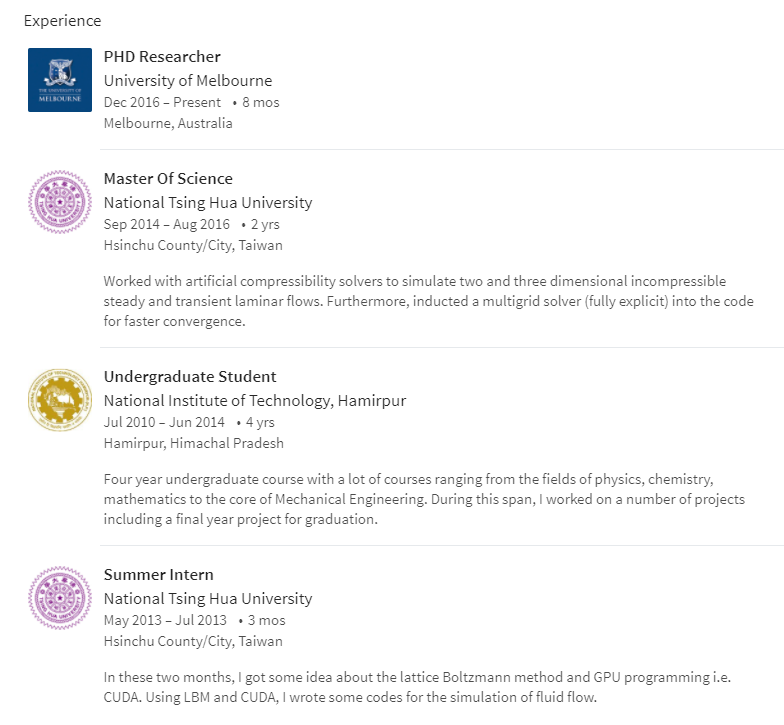 Experience
PHD Researcher
University of Melbourne
Dec 2016 – Present • 8 mos
Melbourne, Australia
THE UNIVERSITY OF
MELBOURNE
Master Of Science
National Tsing Hua University
Sep 2014 – Aug 2016 • 2 yrs
Hsinchu County/City, Taiwan
Worked with artificial compressibility solvers to simulate two and three dimensional incompressible
steady and transient laminar flows. Furthermore, inducted a multigrid solver (fully explicit) into the code
for faster convergence.
Undergraduate Student
National Institute of Technology, Hamirpur
Jul 2010 – Jun 2014 • 4 yrs
Hamirpur, Himachal Pradesh
Four year undergraduate course with a lot of courses ranging from the fields of physics, chemistry,
mathematics to the core of Mechanical Engineering. During this span, I worked on a number of projects
including a final year project for graduation.
Summer Intern
National Tsing Hua University
May 2013 – Jul 2013 • 3 mos
Hsinchu County/City, Taiwan
In these two months, I got some idea about the lattice Boltzmann method and GPU programming i.e.
CUDA. Using LBM and CUDA, I wrote some codes for the simulation of fluid flow.